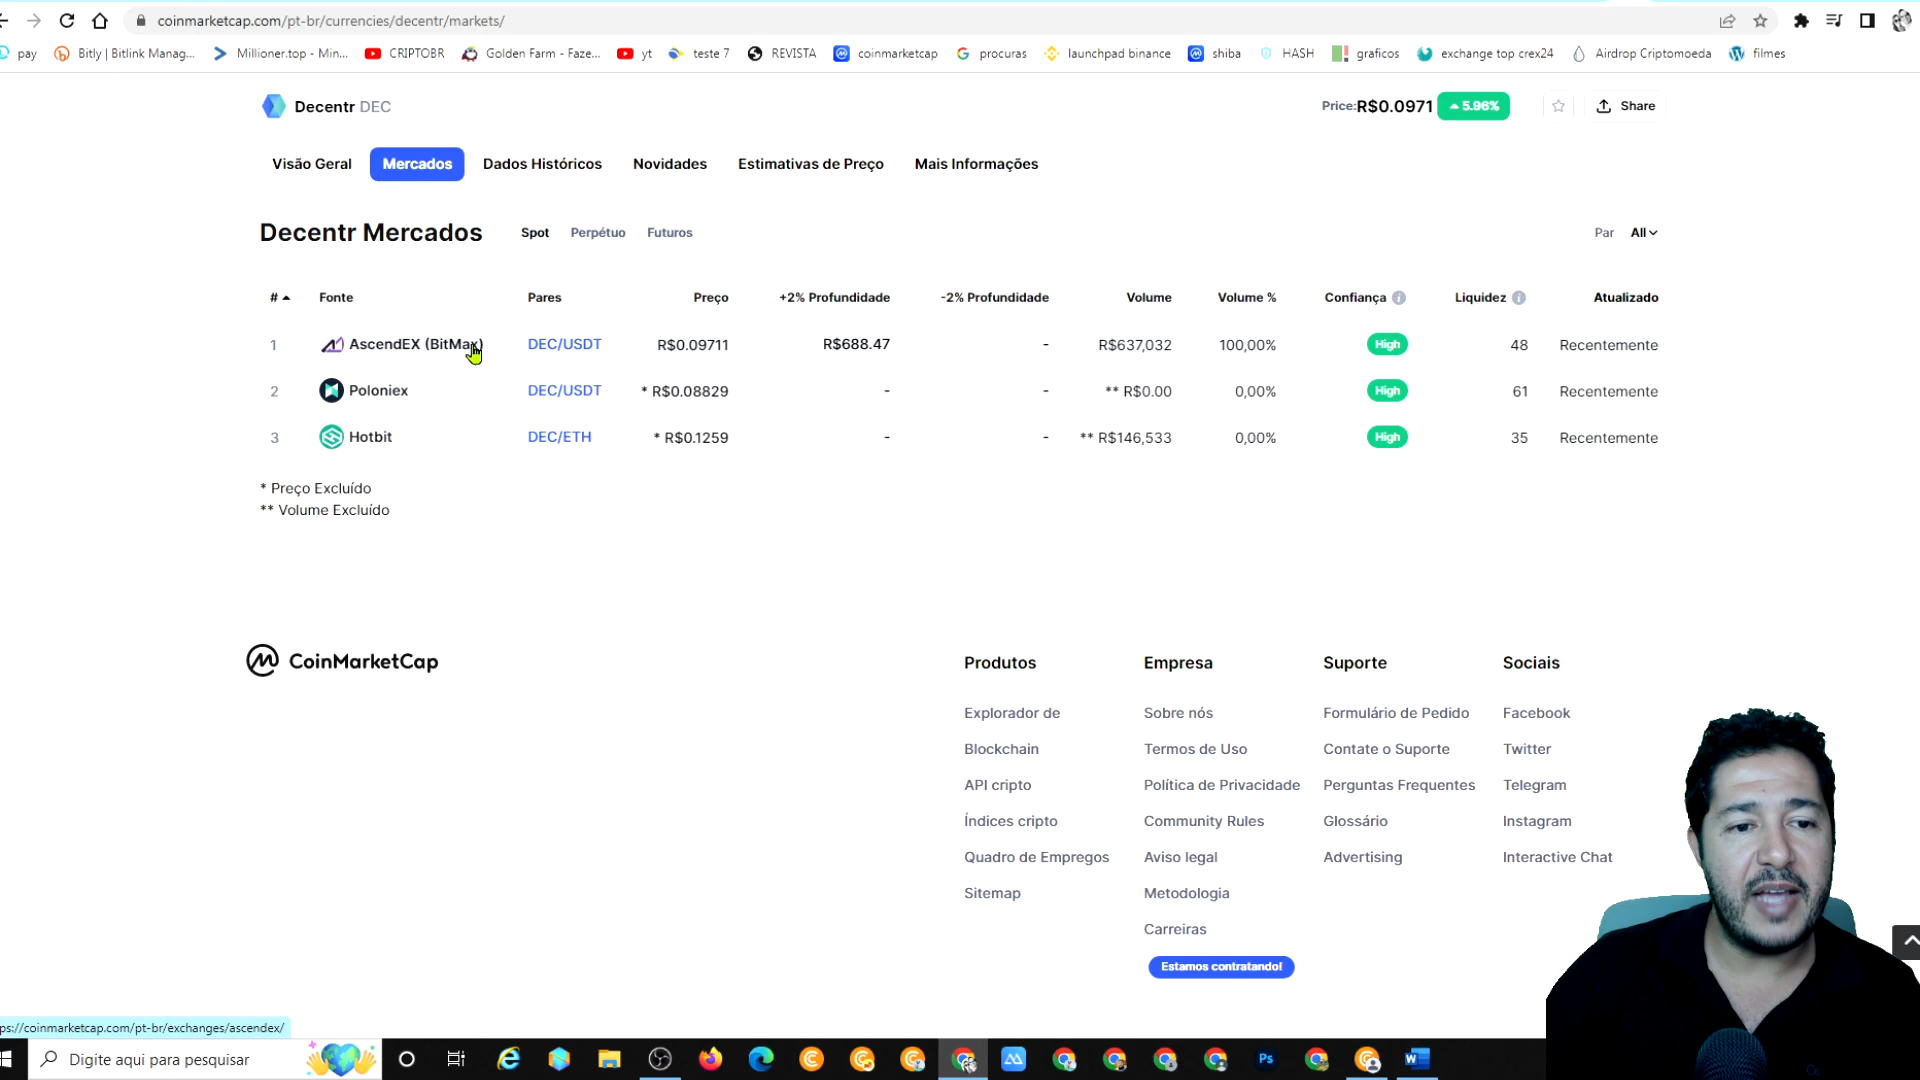 coinmarketcap.com/pt-br/currencies/decentr/markets/
pay Bitly | Bitlink Manag... Millioner.top - Min... CRIPTOBR Golden Farm - Faze... yt teste 7 REVISTA coinmarketcap procuras launchpad binance shiba HASH graficos exchange top crex24 Airdrop Criptomoeda filmes
Decentr DEC Price:R$0.0971 5.96% Share
Visão Geral Mercados Dados Históricos Novidades Estimativas de Preço Mais Informações
Decentr Mercados Spot Perpétuo Futuros Par All
# Fonte Pares Preço +2% Profundidade -2% Profundidade Volume Volume % Confiança Liquidez Atualizado
1 AscendEX (BitMax) DEC/USDT R$0.09711 R$688.47 - R$637,032 100,00% High 48 Recentemente
2 Poloniex DEC/USDT * R$0.08829 - - ** R$0.00 0,00% High 61 Recentemente
3 Hotbit DEC/ETH * R$0.1259 - - ** R$146,533 0,00% High 35 Recentemente
* Preço Excluído
** Volume Excluído
CoinMarketCap
Produtos Empresa Suporte Sociais
Explorador de Sobre nós Formulário de Pedido Facebook
Blockchain Termos de Uso Contate o Suporte Twitter
API cripto Política de Privacidade Perguntas Frequentes Telegram
Índices cripto Community Rules Glossário Instagram
Quadro de Empregos Aviso legal Advertising Interactive Chat
Sitemap Metodologia
Carreiras
Estamos contratando!
ps://coinmarketcap.com/pt-br/exchanges/ascendex/
Digite aqui para pesquisar Ps W